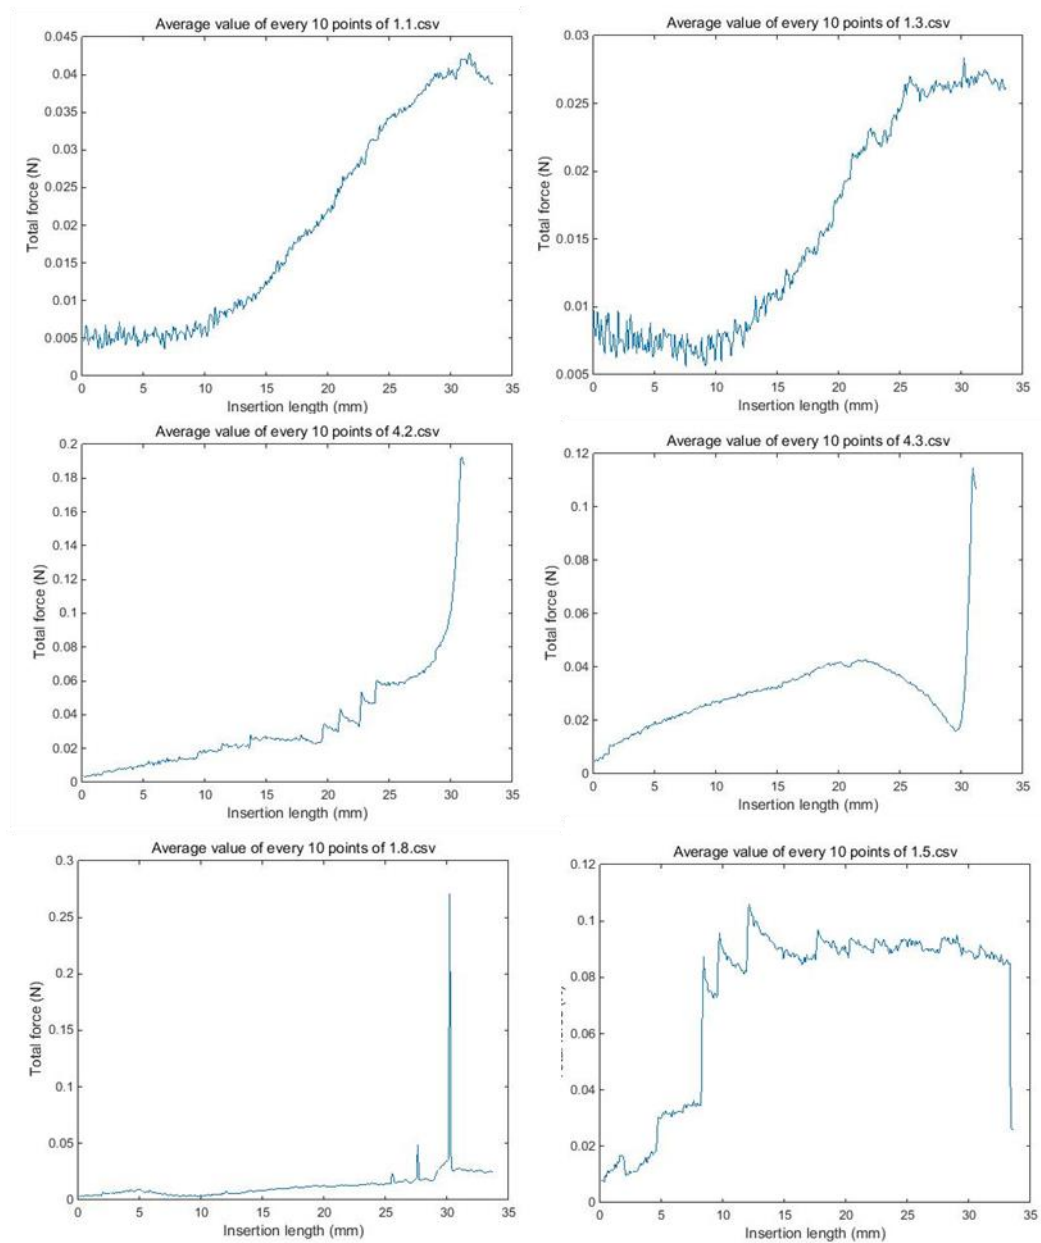 Average value of every 10 points of 1.1.csv
0.045
0.04
0.035
0.03
0.025
0.02
0.015
0.01
0.005
0
Total force (N)
0 5 10 15 20 25 30 35
Insertion length (mm)
Average value of every 10 points of 1.3.csv
0.03
0.025
0.02
0.015
0.01
0.005
Total force (N)
0 5 10 15 20 25 30 35
Insertion length (mm)
Average value of every 10 points of 4.2.csv
0.2
0.18
0.16
0.14
0.12
0.1
0.08
0.06
0.04
0.02
0
Total force (N)
0 5 10 15 20 25 30 35
Insertion length (mm)
Average value of every 10 points of 4.3.csv
0.12
0.1
0.08
0.06
0.04
0.02
0
Total force (N)
0 5 10 15 20 25 30 35
Insertion length (mm)
Average value of every 10 points of 1.8.csv
0.3
0.25
0.2
0.15
0.1
0.05
0
Total force (N)
0 5 10 15 20 25 30 35
Insertion length (mm)
Average value of every 10 points of 1.5.csv
0.12
0.1
0.08
0.06
0.04
0.02
0
0 5 10 15 20 25 30 35
Insertion length (mm)